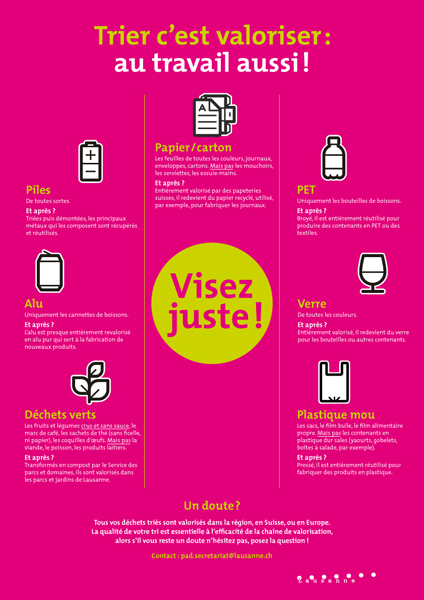 Trier c'est valoriser :
au travail aussi !
Papier/carton
Les feuilles de toutes les couleurs, journaux,
enveloppes, cartons. Mais pas les mouchoirs,
les serviettes, les essuie-mains.
Et après ?
Entièrement valorisé par des papeteries
suisses, il redevient du papier recyclé, utilisé,
par exemple, pour fabriquer les journaux.
Piles
De toutes sortes.
Et après ?
Triées puis démontées, les principaux
métaux qui les composent sont récupérés
et réutilisés.
PET
Uniquement les bouteilles de boissons.
Et après ?
Broyé, il est entièrement réutilisé pour
produire des contenants en PET ou des
textiles.
Visez
juste !
Alu
Uniquement les cannettes de boissons.
Et après ?
L'alu est presque entièrement revalorisé
en alu pur qui sert à la fabrication de
nouveaux produits.
Verre
De toutes les couleurs.
Et après ?
Entièrement valorisé, il redevient du verre
pour les bouteilles ou autres contenants.
Déchets verts
Les fruits et légumes crus et sans sauce, le
marc de café, les sachets de thé (sans ficelle,
ni papier), les coquilles d'œufs. Mais pas la
viande, le poisson, les produits laitiers.
Et après ?
Transformés en compost par le Service des
parcs et domaines, ils sont valorisés dans
les parcs et jardins de Lausanne.
Plastique mou
Les sacs, le film bulle, le film alimentaire
propre. Mais pas les contenants en
plastique dur sales (yaourts, gobelets,
boîtes à salade, par exemple).
Et après ?
Pressé, il est entièrement réutilisé pour
fabriquer des produits en plastique.
Un doute ?
Tous vos déchets triés sont valorisés dans la région, en Suisse, ou en Europe.
La qualité de votre tri est essentielle à l'efficacité de la chaîne de valorisation,
alors s'il vous reste un doute n'hésitez pas, posez la question !
Contact : pad.secretariat@lausanne.ch
Lausanne